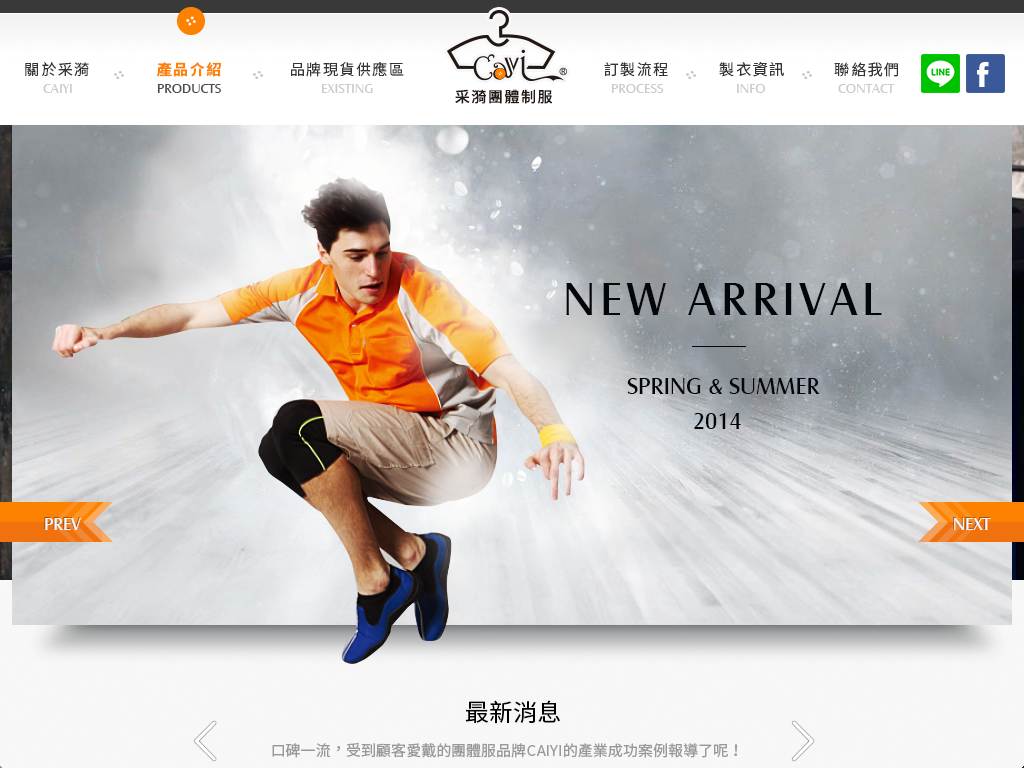 關於采漪
CAIYI
產品介紹
PRODUCTS
品牌現貨供應區
EXISTING
Caiyi®
采漪團體制服
訂製流程
PROCESS
製衣資訊
INFO
聯絡我們
CONTACT
LINE
f
NEW ARRIVAL
SPRING & SUMMER
2014
PREV
NEXT
最新消息
口碑一流，受到顧客愛戴的團體服品牌CAIYI的產業成功案例報導了呢！